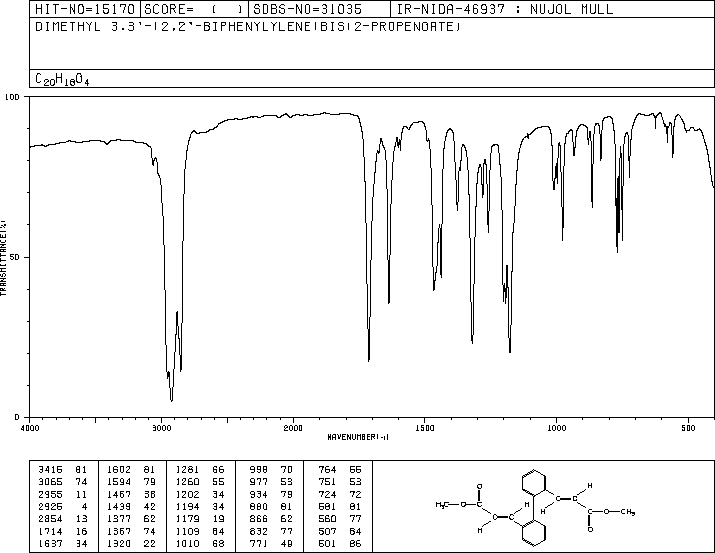 HIT-NO=15170 SCORE= ( ) SDBS-NO=31035 IR-NIDA-46937 : NUJOL MULL
DIMETHYL 3,3'-(2,2'-BIPHENYLYLENE)BIS(2-PROPENOATE)
C20H18O4
TRANSMITTANCE(%)
100
50
0
4000 3000 2000 1500 1000 500
WAVENUMBER(-1)
3415 81 1602 81 1281 66 998 70 764 55
3065 74 1594 79 1260 55 977 53 751 53
2955 11 1467 38 1202 34 934 79 724 72
2925 4 1439 42 1194 34 880 81 581 81
2854 13 1377 62 1179 19 866 62 560 77
1714 16 1367 74 1109 84 832 77 507 84
1637 34 1320 22 1010 68 771 49 501 86
O
H3C O C
H
H
H
H
C O CH3
O